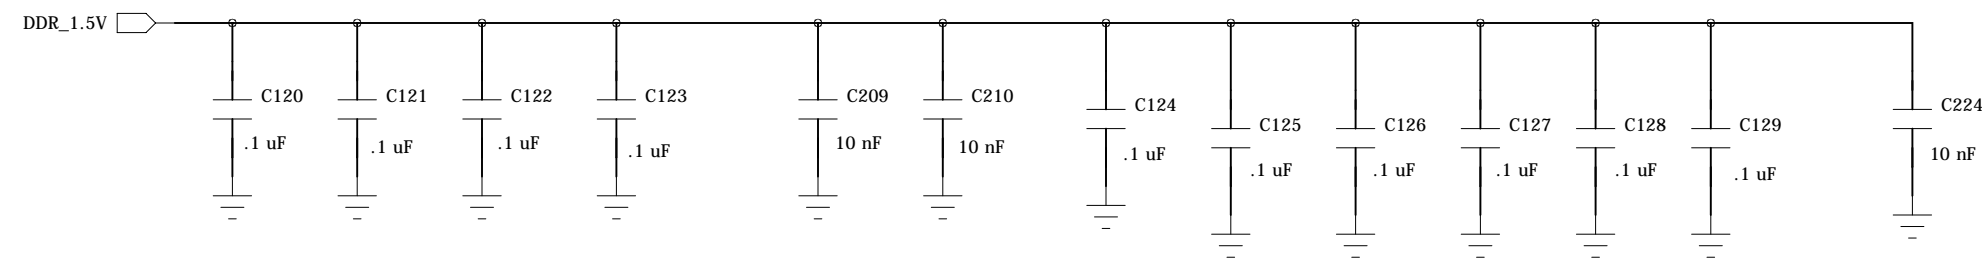 DDR_1.5V
C120
.1 uF
C121
.1 uF
C122
.1 uF
C123
.1 uF
C209
10 nF
C210
10 nF
C124
.1 uF
C125
.1 uF
C126
.1 uF
C127
.1 uF
C128
.1 uF
C129
.1 uF
C224
10 nF